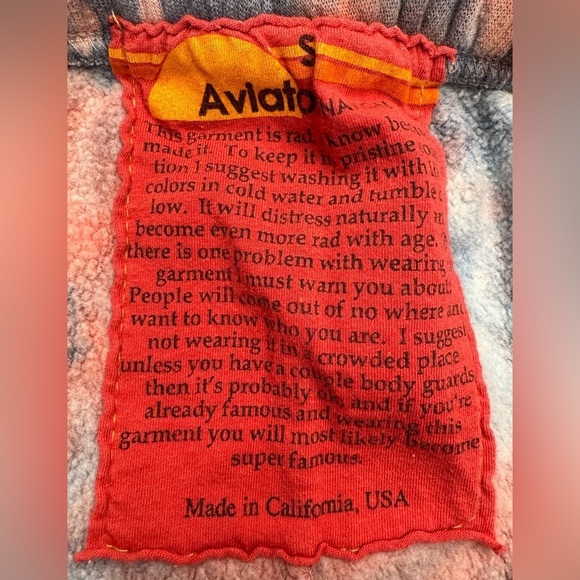 S
Aviato
This garment is rad. I know
made it. To keep it in pristine
tion I suggest washing it with
colors in cold water and tumble
low. It will distress naturally
become even more rad with age.
there is one problem with wearing
garment I must warn you about.
People will come out of no where and
want to know who you are. I suggest
not wearing it in a crowded place
unless you have a couple body guards
then it's probably and if you're
already famous and wearing this
garment you will most likely become
super famous.
Made in California, USA